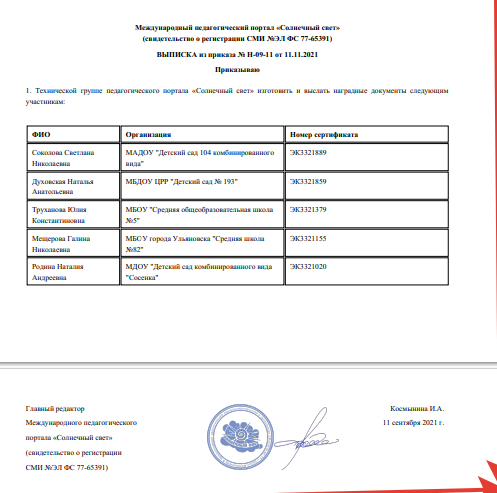 Международный педагогический портал «Солнечный свет»
(свидетельство о регистрации СМИ №ЭЛ ФС 77-65391)
ВЫПИСКА из приказа № Н-09-11 от 11.11.2021
Приказываю
1. Технической группе педагогического портала «Солнечный свет» изготовить и выслать наградные документы следующим
участникам:
ФИО Организация Номер сертификата
Соколова Светлана МАДОУ "Детский сад 104 комбинированного ЭК3321889
Николаевна вида"
Духовская Наталья МБДОУ ЦРР "Детский сад № 193" ЭК3321859
Анатольевна
Труханова Юлия МБОУ "Средняя общеобразовательная школа ЭК3321379
Константиновна №5"
Мещерова Галина МБОУ города Ульяновска "Средняя школа ЭК3321155
Николаевна №82"
Родина Наталия МДОУ "Детский сад комбинированного вида ЭК3321020
Андреевна "Сосенка"
Главный редактор Космынина И.А.
Международного педагогического 11 сентября 2021 г.
портала «Солнечный свет»
(свидетельство о регистрации
СМИ №ЭЛ ФС 77-65391)